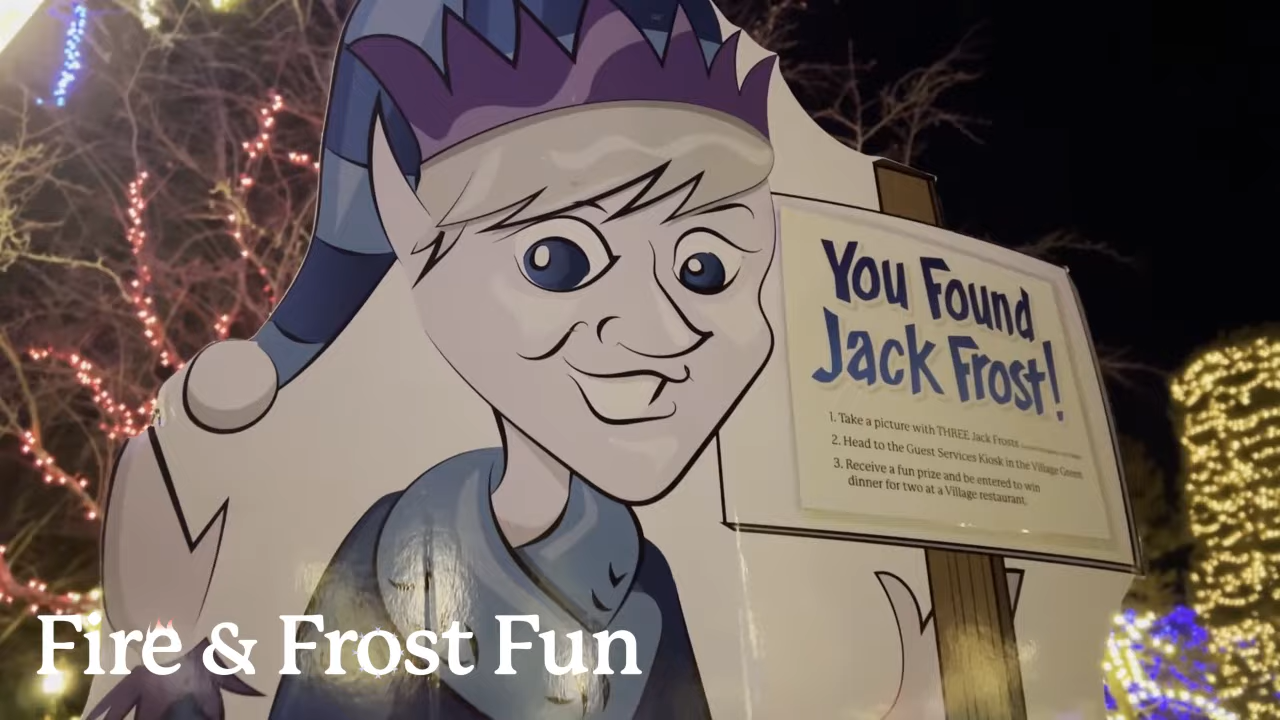 You Found
Jack Frost!
1. Take a picture with THREE Jack Frosts
2. Head to the Guest Services Kiosk in the Village Green
3. Receive a fun prize and be entered to win
dinner for two at a Village restaurant.
Fire & Frost Fun